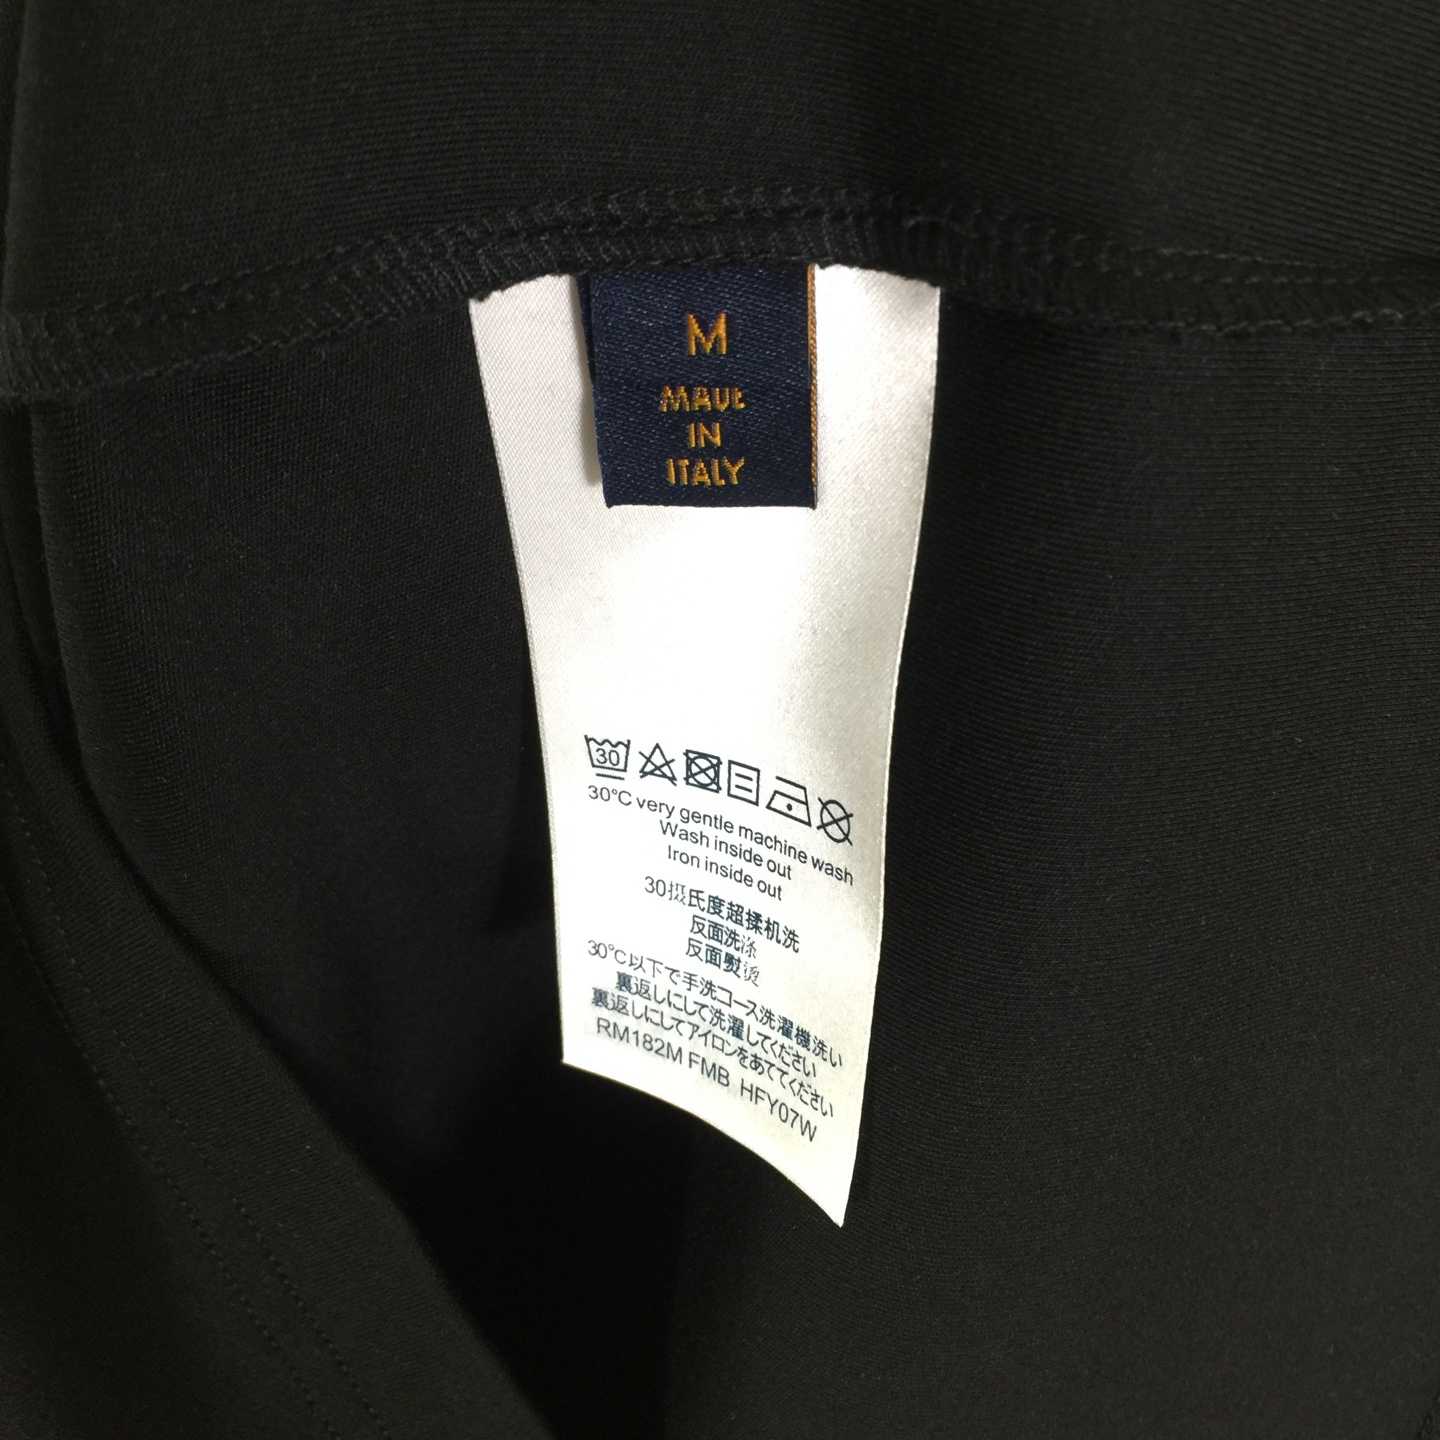 M
MADE
IN
ITALY
30
30°C very gentle machine wash
Wash inside out
Iron inside out
30摄氏度超揉机洗
反面洗涤
反面熨烫
30℃以下で手洗コース洗濯機洗い
裏返しにして洗濯してください
裏返しにしてアイロンをあててください
RM182M FMB HFY07W